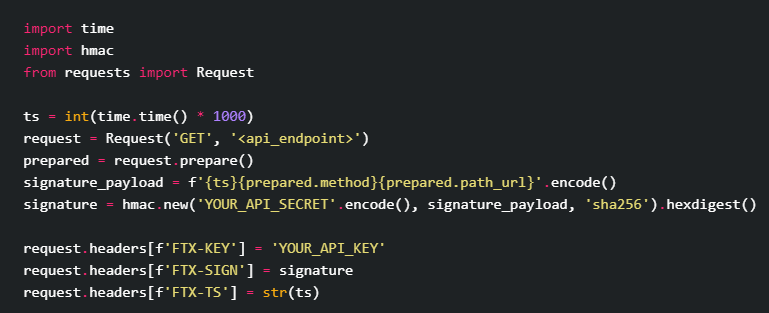 import time
import hmac
from requests import Request
ts = int(time.time() * 1000)
request = Request('GET', '<api_endpoint>')
prepared = request.prepare()
signature_payload = f'{ts}{prepared.method}{prepared.path_url}'.encode()
signature = hmac.new('YOUR_API_SECRET'.encode(), signature_payload, 'sha256').hexdigest()
request.headers[f'FTX-KEY'] = 'YOUR_API_KEY'
request.headers[f'FTX-SIGN'] = signature
request.headers[f'FTX-TS'] = str(ts)